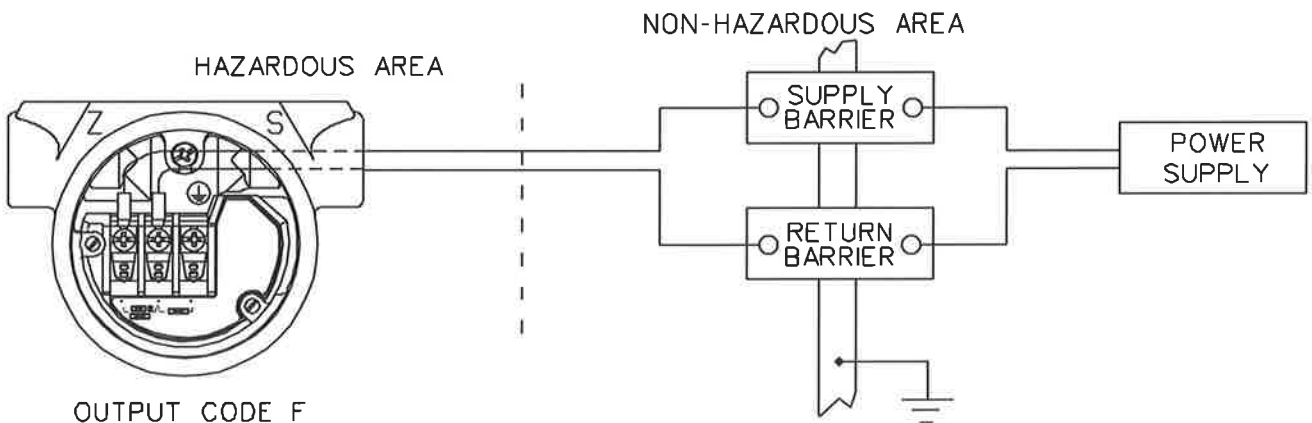 NON-HAZARDOUS AREA
HAZARDOUS AREA
Z S
SUPPLY
BARRIER
POWER
SUPPLY
RETURN
BARRIER
OUTPUT CODE F